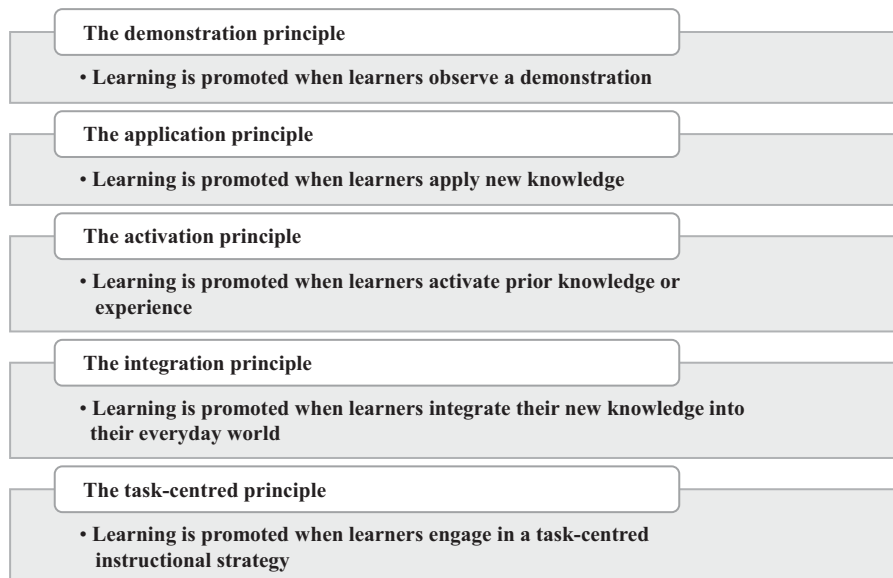 The demonstration principle
• Learning is promoted when learners observe a demonstration
The application principle
• Learning is promoted when learners apply new knowledge
The activation principle
• Learning is promoted when learners activate prior knowledge or
experience
The integration principle
• Learning is promoted when learners integrate their new knowledge into
their everyday world
The task-centred principle
• Learning is promoted when learners engage in a task-centred
instructional strategy